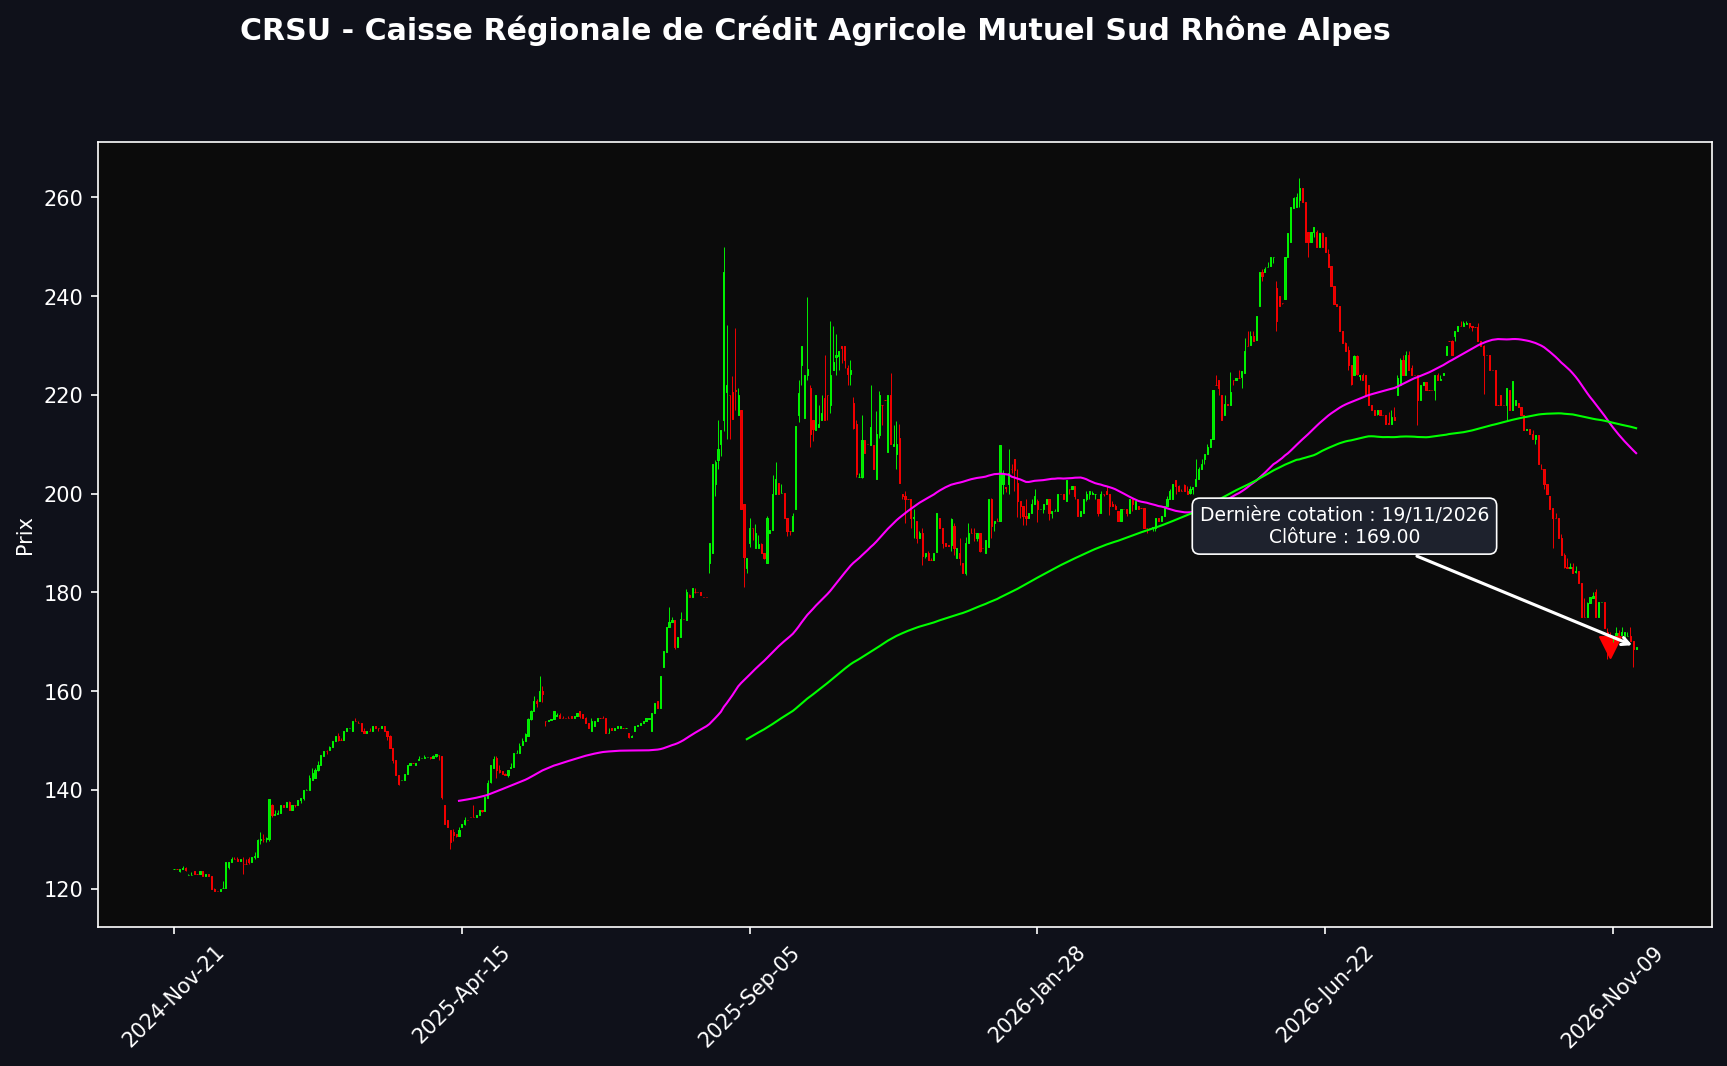 CRSU - Caisse Régionale de Crédit Agricole Mutuel Sud Rhône Alpes
Prix
260
240
220
200
180
160
140
120
Dernière cotation : 19/11/2026
Clôture : 169.00
2024-Nov-21
2025-Apr-15
2025-Sep-05
2026-Jan-28
2026-Jun-22
2026-Nov-09